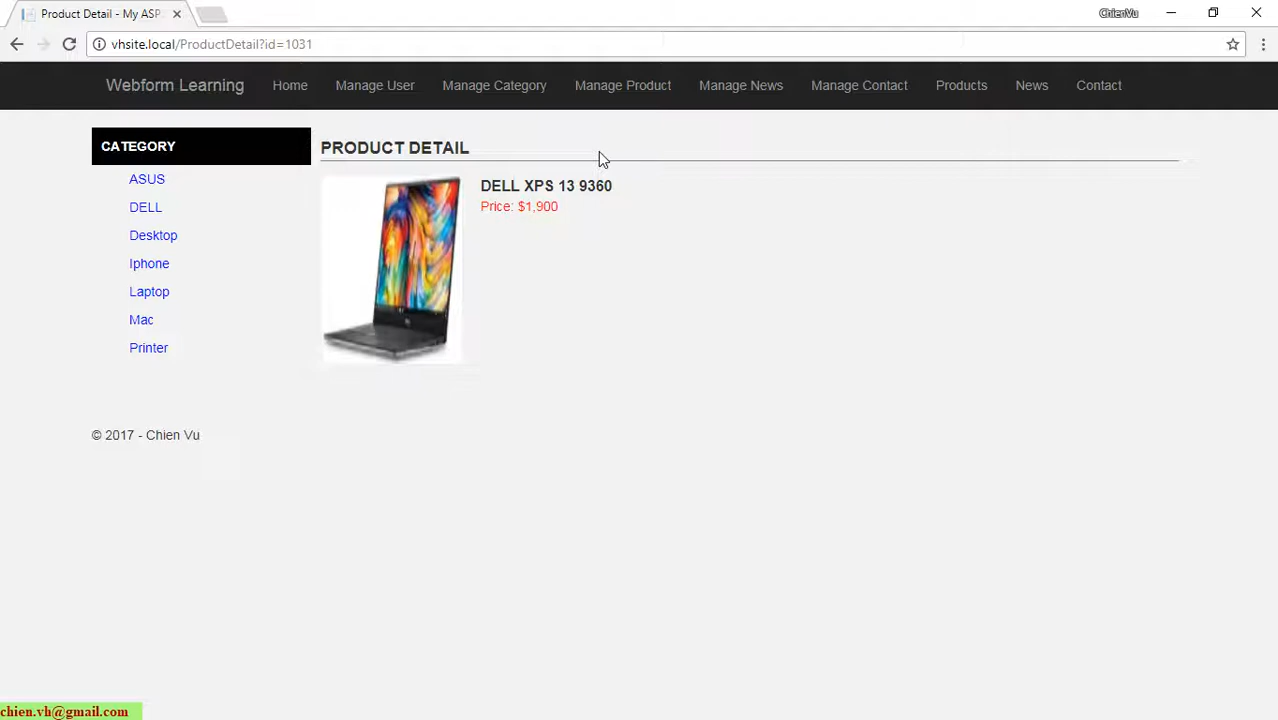 Product Detail - My ASP
ChienVu
vhsite.local/ProductDetail?id=1031
Webform Learning Home Manage User Manage Category Manage Product Manage News Manage Contact Products News Contact
CATEGORY
ASUS
DELL
Desktop
Iphone
Laptop
Mac
Printer
PRODUCT DETAIL
DELL XPS 13 9360
Price: $1,900
© 2017 - Chien Vu
chien.vh@gmail.com